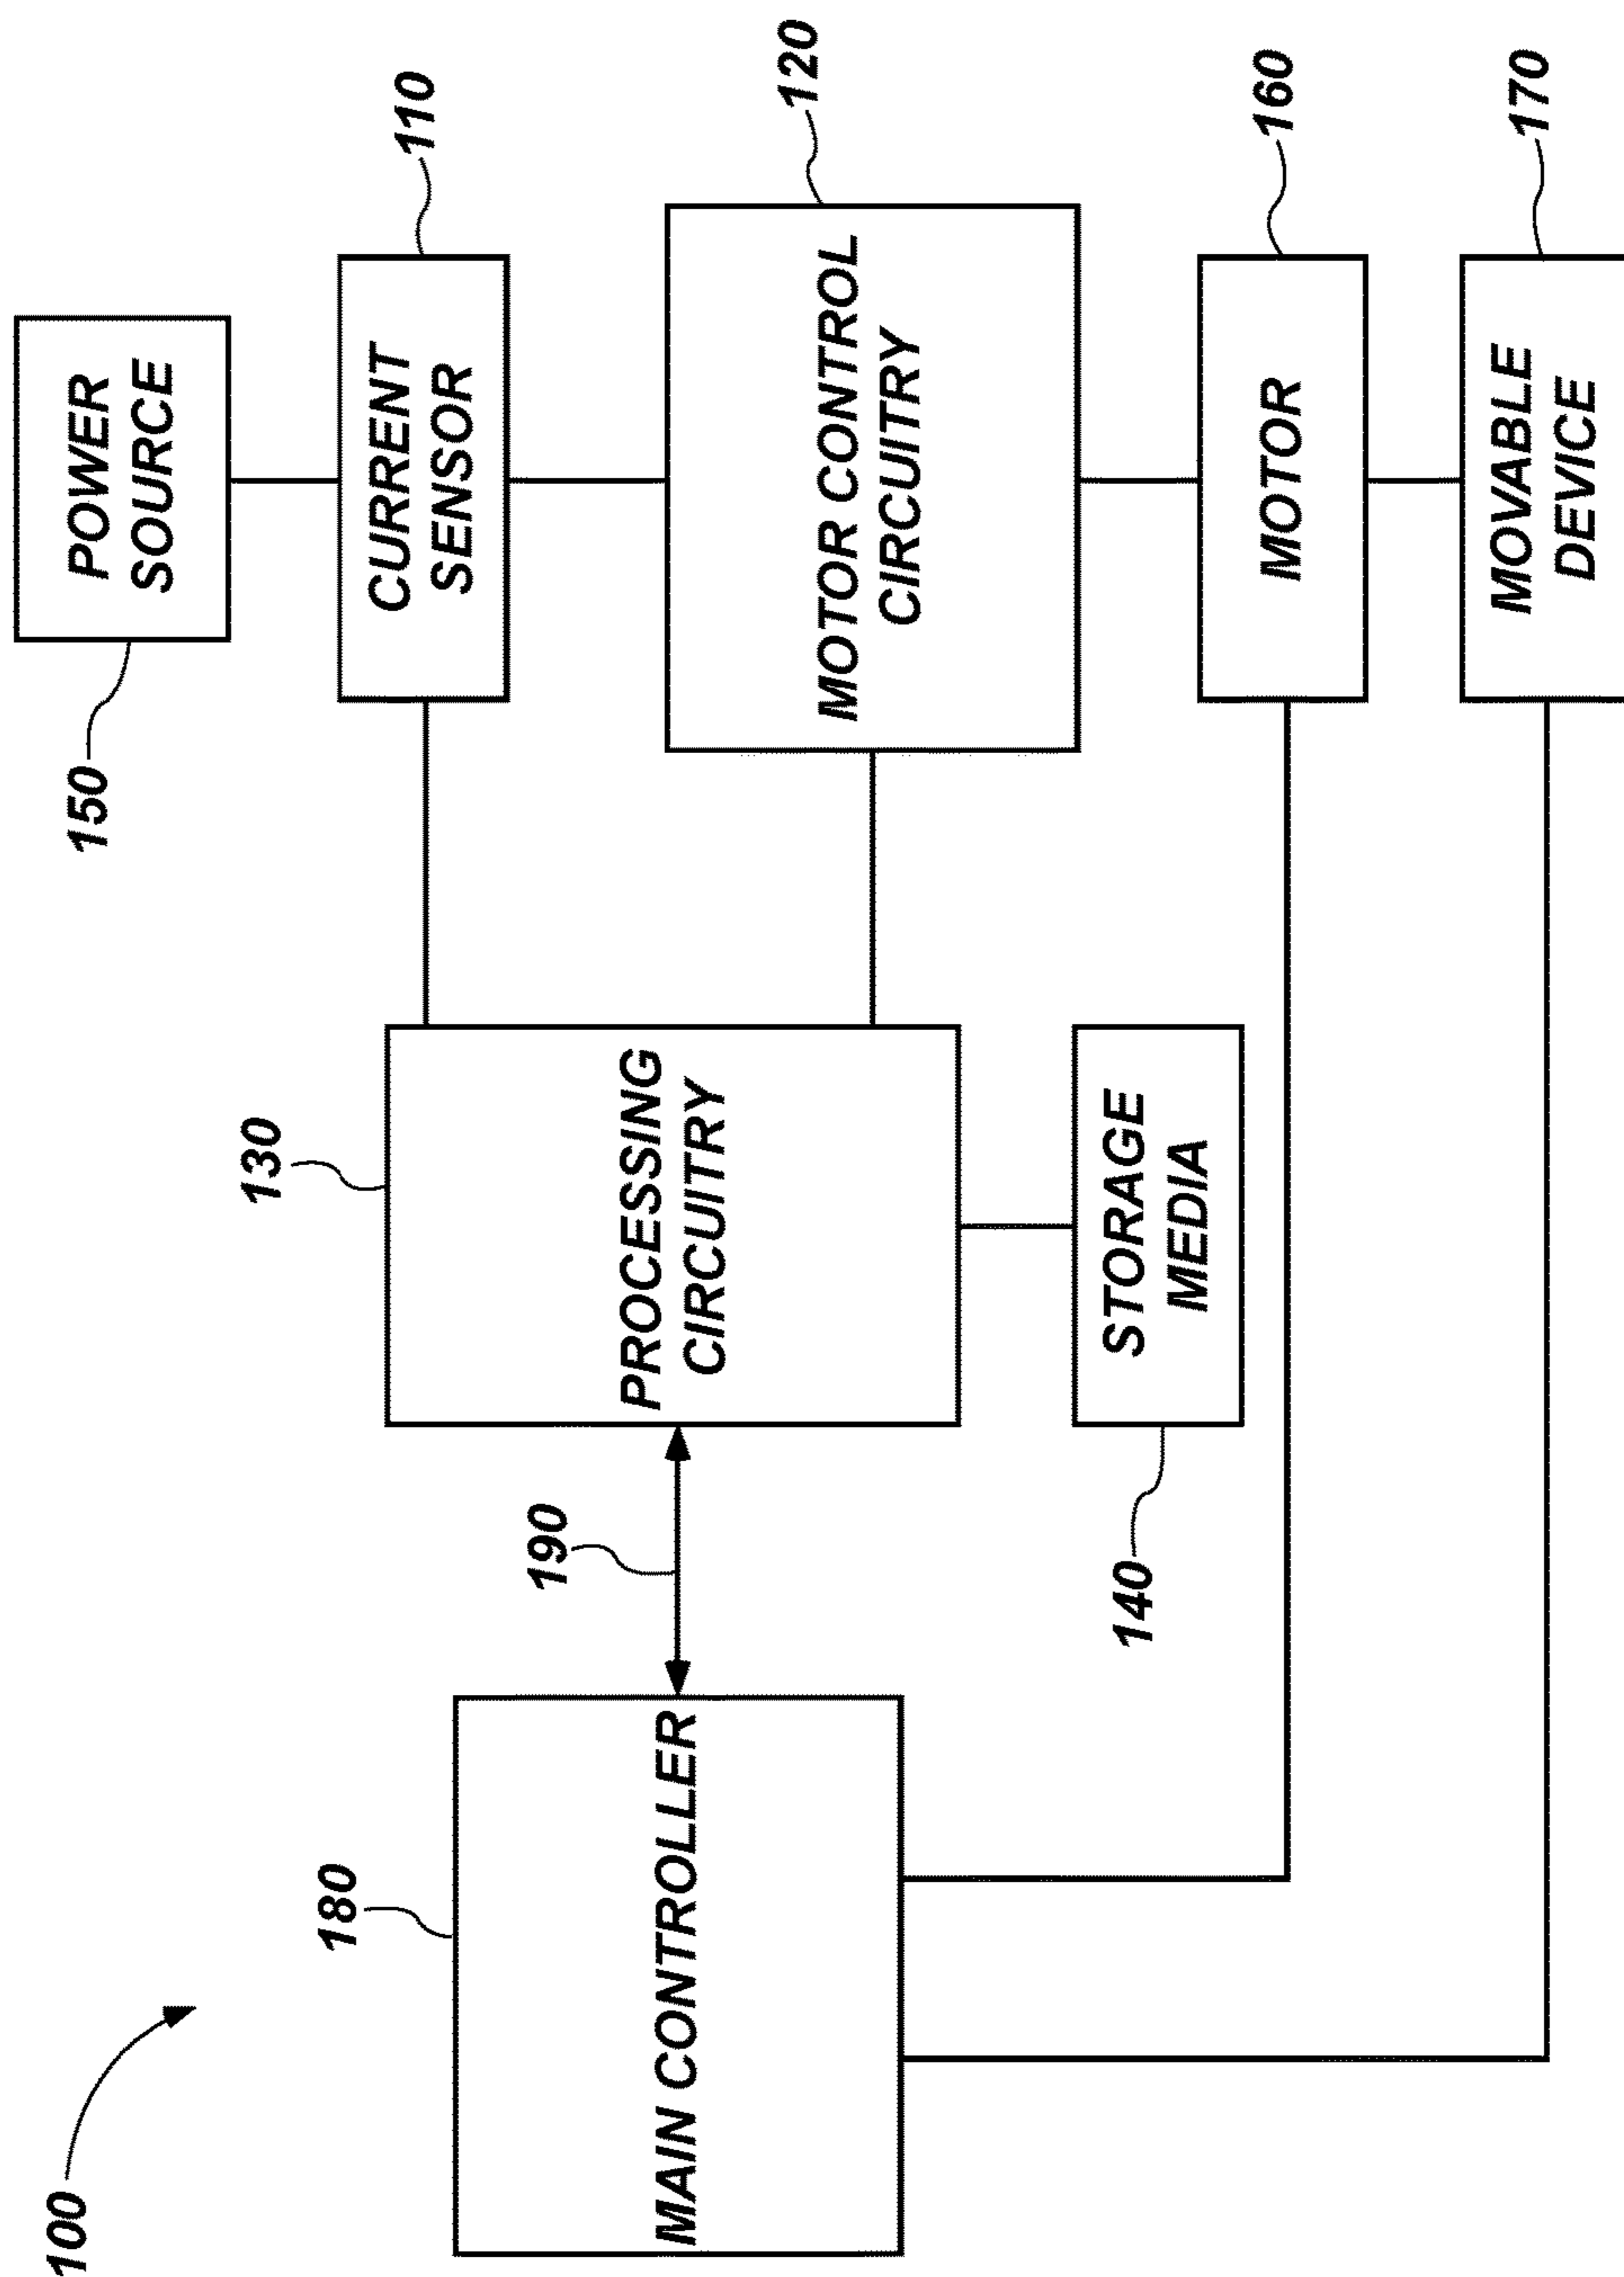 100
180
MAIN CONTROLLER
190
130
PROCESSING
CIRCUITRY
140
STORAGE
MEDIA
150
POWER
SOURCE
110
CURRENT
SENSOR
120
MOTOR CONTROL
CIRCUITRY
160
MOTOR
170
MOVABLE
DEVICE